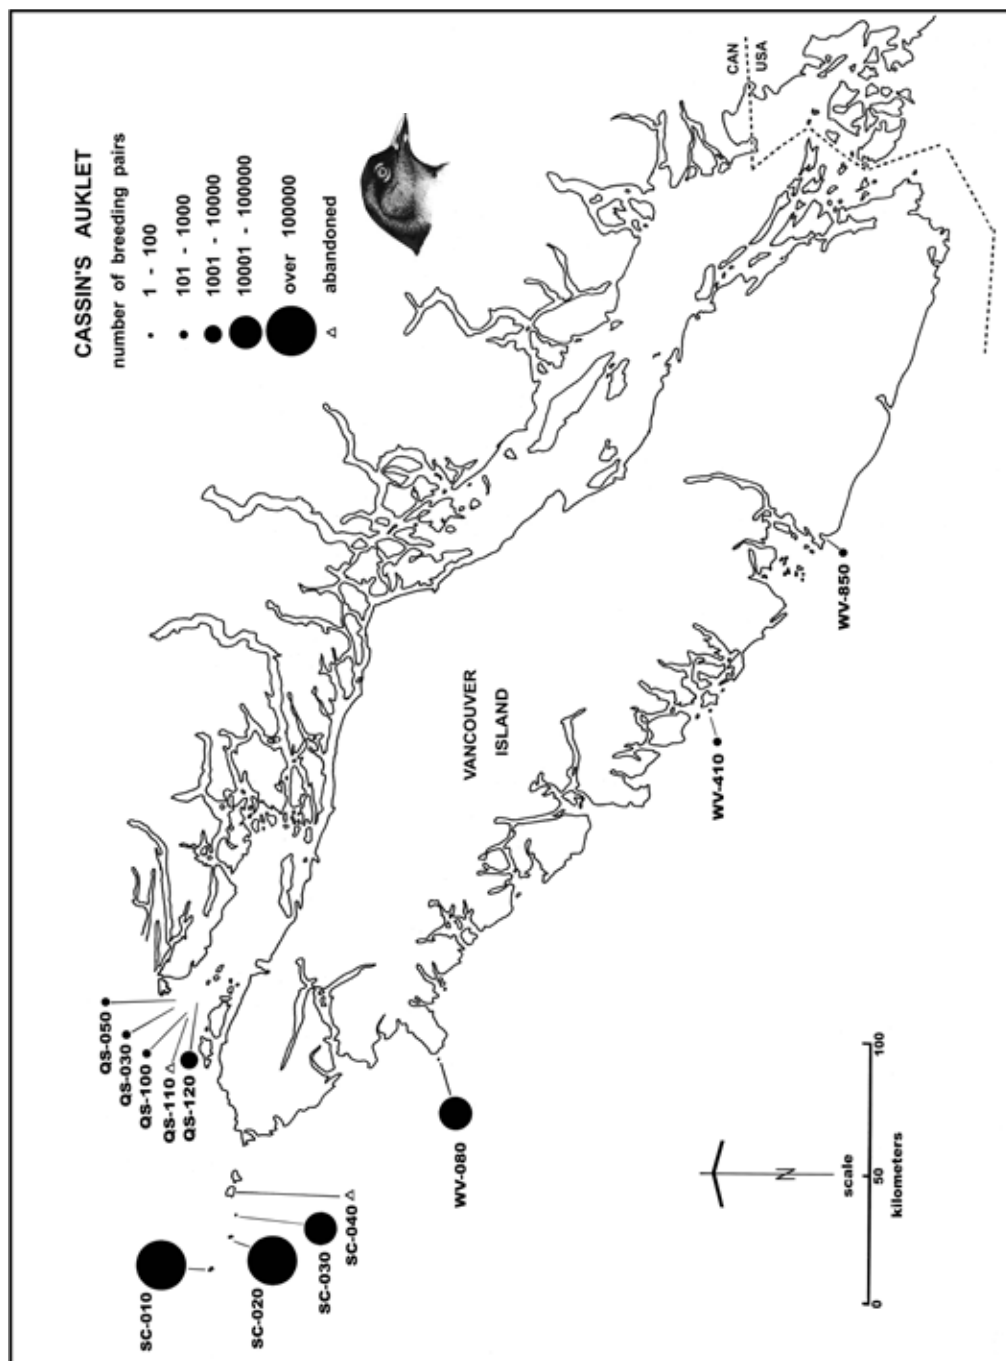 CASSIN'S AUKLET
number of breeding pairs
1 - 100
101 - 1000
1001 - 10000
10001 - 100000
over 100000
abandoned
CAN
USA
QS-050
QS-030
QS-100
QS-110
QS-120
SC-010
SC-020
SC-030
SC-040
VANCOUVER
ISLAND
WV-080
WV-410
WV-850
N
scale
0
50
100
kilometers